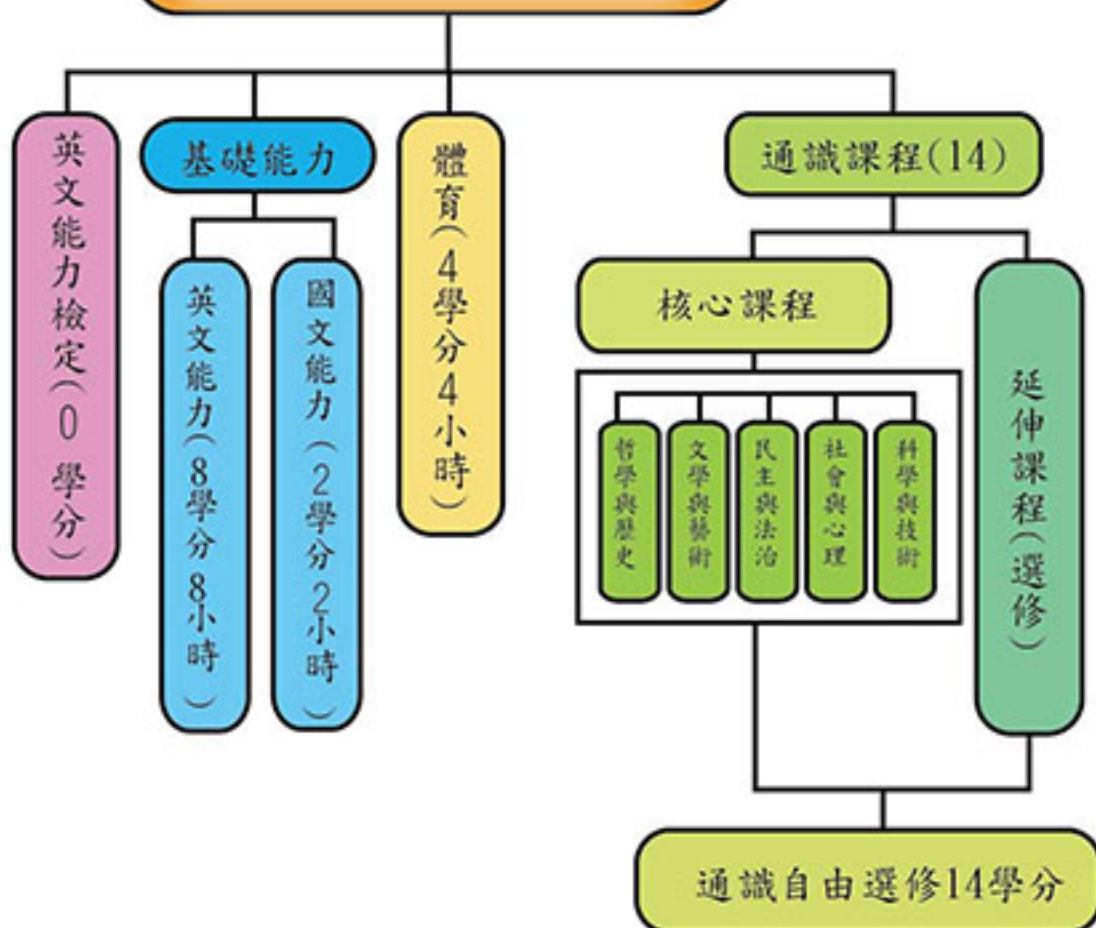 英文能力檢定(0學分)
基礎能力
英文能力(8學分8小時)
國文能力(2學分2小時)
體育(4學分4小時)
通識課程(14)
核心課程
哲學與歷史
文學與藝術
民主與法治
社會與心理
科學與技術
延伸課程(選修)
通識自由選修14學分